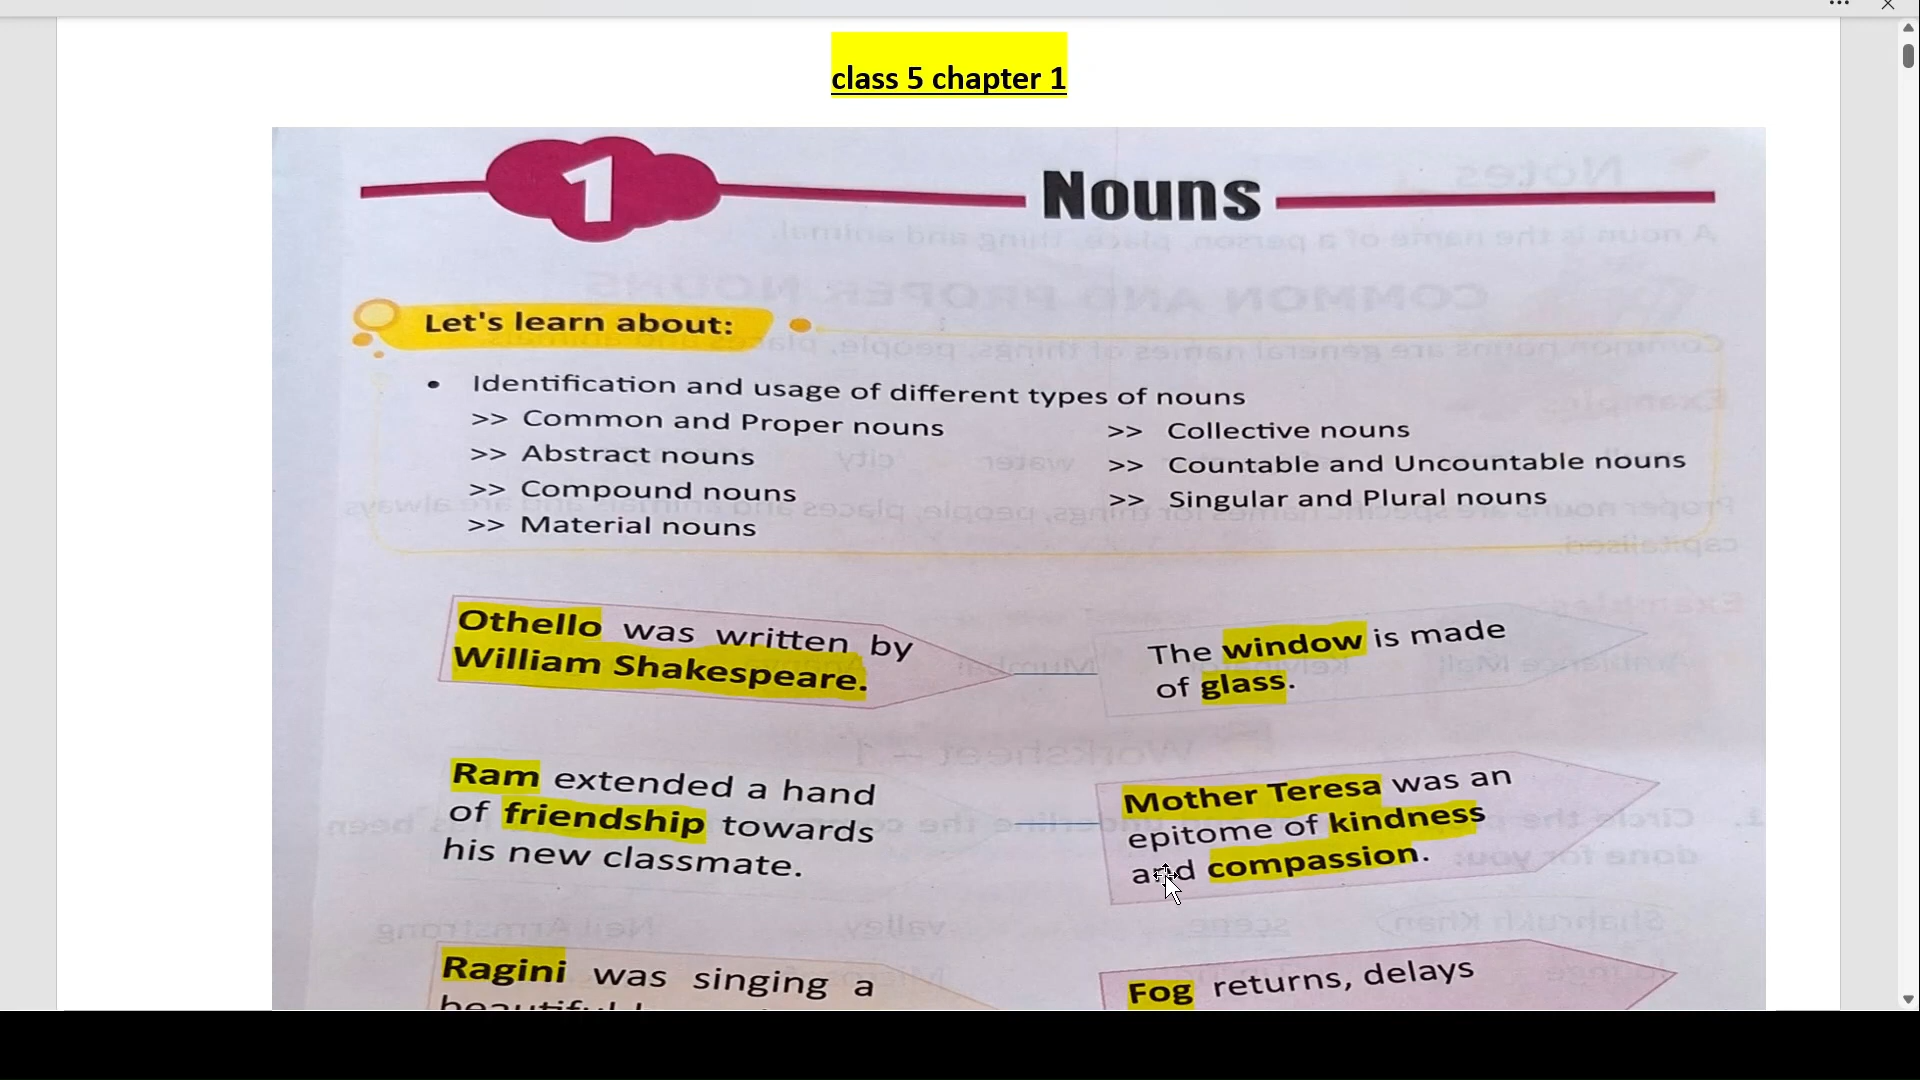 class 5 chapter 1
1
Nouns
Let's learn about:
• Identification and usage of different types of nouns
>> Common and Proper nouns
>> Abstract nouns
>> Compound nouns
>> Material nouns
>> Collective nouns
>> Countable and Uncountable nouns
>> Singular and Plural nouns
Othello was written by
William Shakespeare.
The window is made
of glass.
Ram extended a hand
of friendship towards
his new classmate.
Mother Teresa was an
epitome of kindness
and compassion.
Ragini was singing a
Fog returns, delays